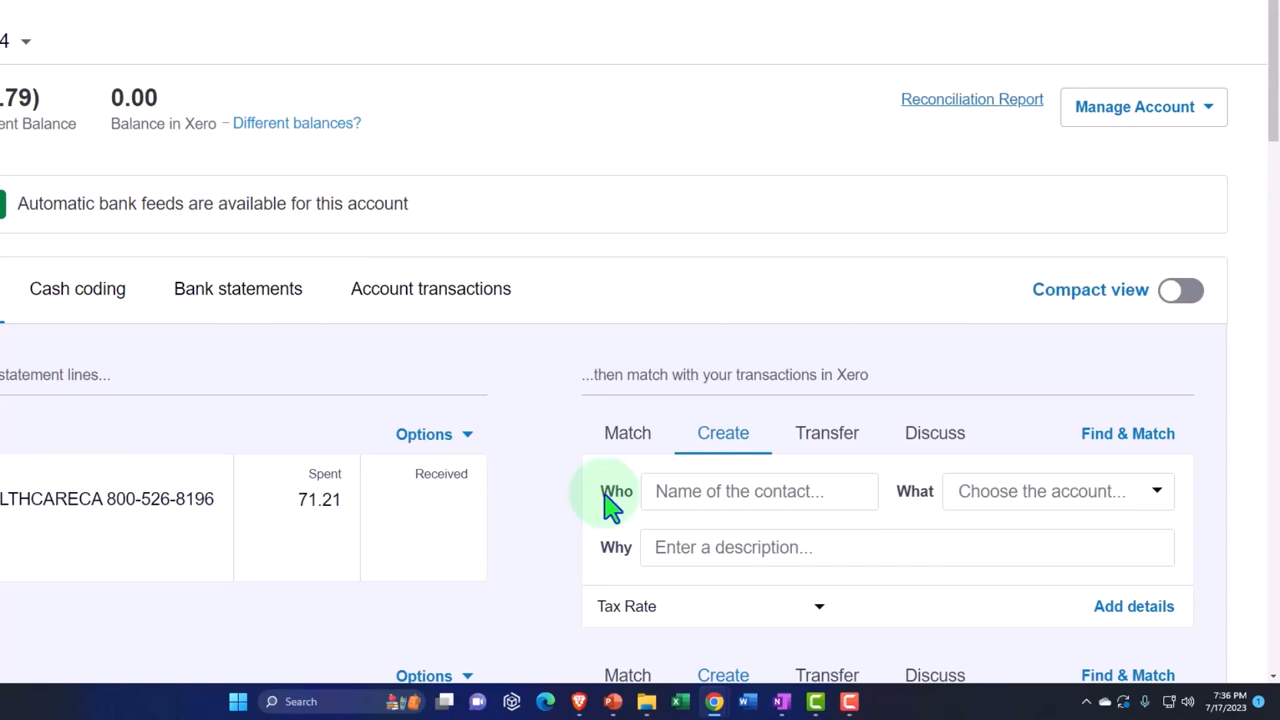 4
.79)
0.00
Reconciliation Report
Manage Account
ent Balance
Balance in Xero – Different balances?
Automatic bank feeds are available for this account
Cash coding
Bank statements
Account transactions
Compact view
statement lines...
...then match with your transactions in Xero
Options
Match
Create
Transfer
Discuss
Find & Match
Spent
Received
LTHCARECA 800-526-8196
71.21
Who
Name of the contact...
What
Choose the account...
Why
Enter a description...
Tax Rate
Add details
Options
Match
Create
Transfer
Discuss
Find & Match
Search
7:36 PM
7/17/2023
1